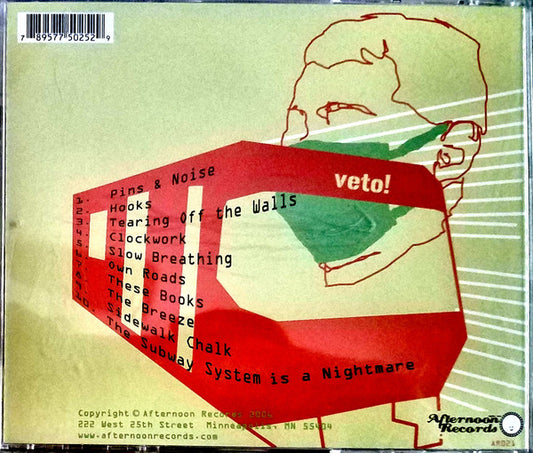 7 89577 50252 9
veto!
1. Pins & Noise
2. Hooks
3. Tearing Off the Walls
4. Clockwork
5. Slow Breathing
6. Own Roads
7. These Books
8. The Breeze
9. Sidewalk Chalk
10. The Subway System is a Nightmare
Copyright © Afternoon Records 2006
222 West 25th Street Minneapolis, MN 55404
www.afternoonrecords.com
Afternoon Records
AR021